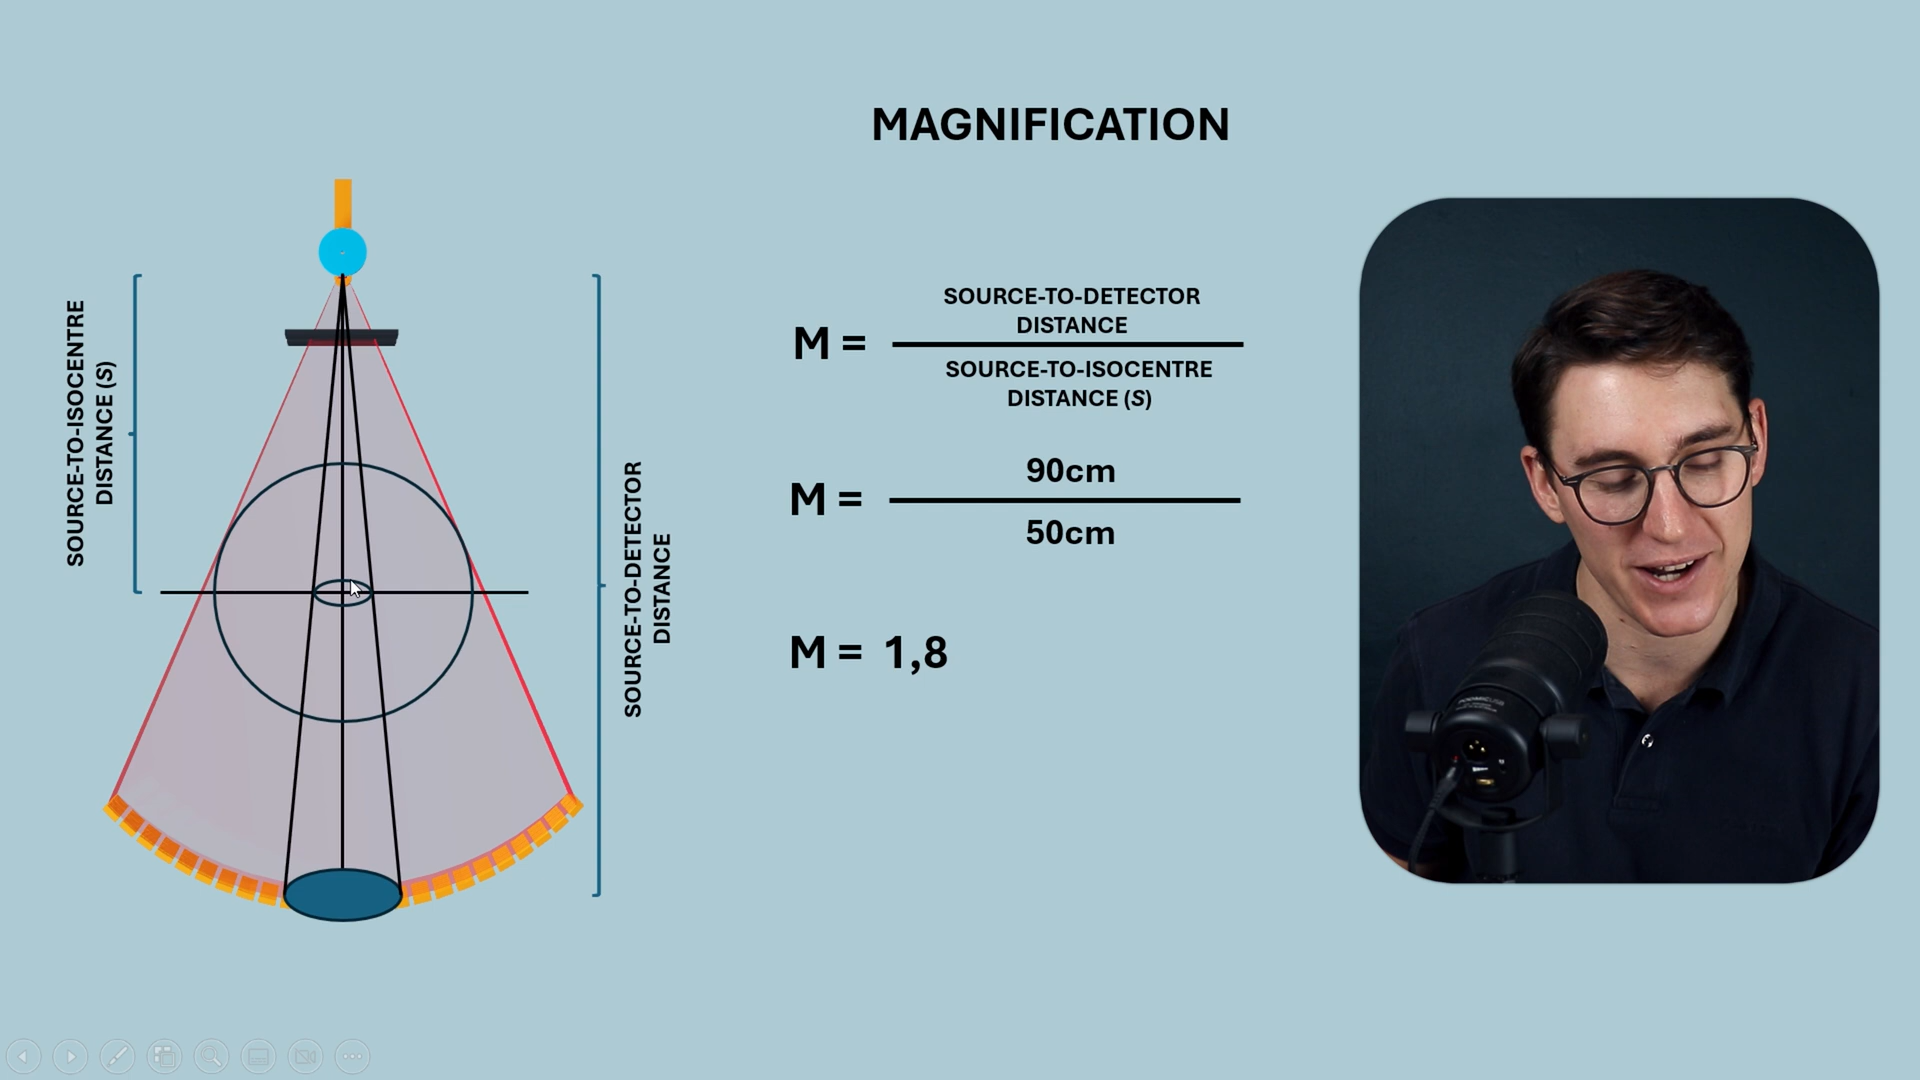 MAGNIFICATION
SOURCE-TO-ISOCENTRE
DISTANCE (S)
SOURCE-TO-DETECTOR
DISTANCE
M =
SOURCE-TO-DETECTOR
DISTANCE
SOURCE-TO-ISOCENTRE
DISTANCE (S)
M =
90cm
50cm
M = 1,8